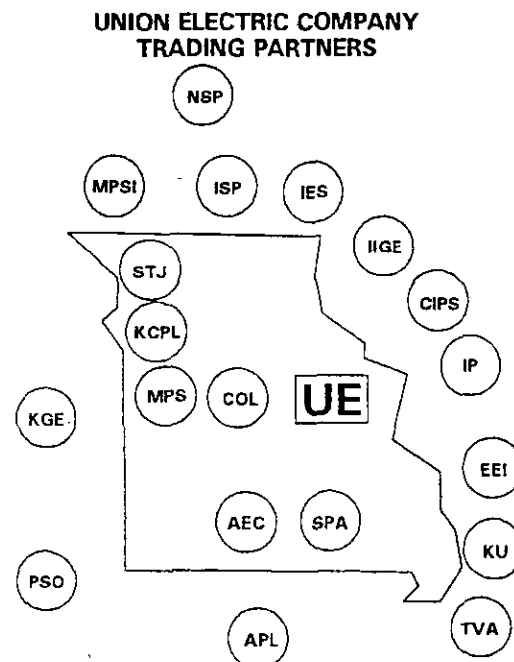 UNION ELECTRIC COMPANY
TRADING PARTNERS
NSP
MPSI
ISP
IES
IIGE
STJ
CIPS
KCPL
IP
MPS
COL
UE
KGE
EEI
AEC
SPA
KU
PSO
TVA
APL